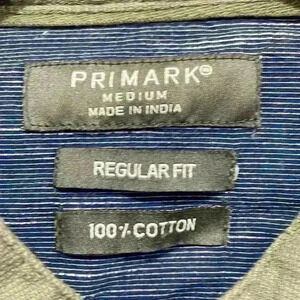 PRIMARK®
MEDIUM
MADE IN INDIA
REGULAR FIT
100% COTTON